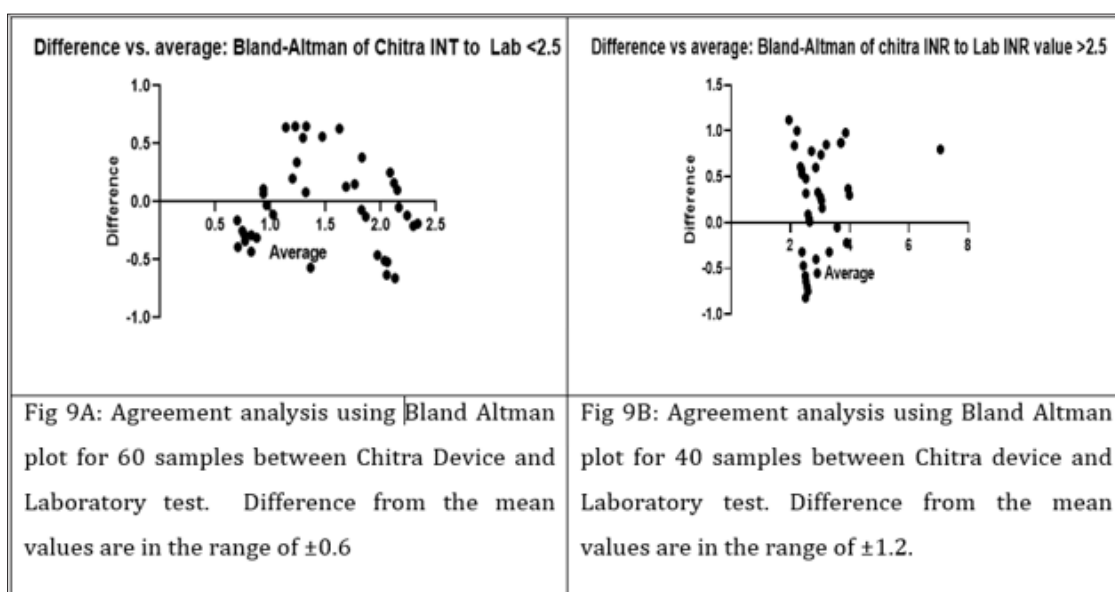 Difference vs. average: Bland-Altman of Chitra INT to Lab <2.5
1.0
0.5
0.0
-0.5
-1.0
Difference
0.5 1.0 1.5 2.0 2.5
Average
Difference vs average: Bland-Altman of chitra INR to Lab INR value >2.5
1.5
1.0
0.5
0.0
-0.5
-1.0
Difference
2 4 6 8
Average
Fig 9A: Agreement analysis using Bland Altman
plot for 60 samples between Chitra Device and
Laboratory test. Difference from the mean
values are in the range of ±0.6
Fig 9B: Agreement analysis using Bland Altman
plot for 40 samples between Chitra device and
Laboratory test. Difference from the mean
values are in the range of ±1.2.